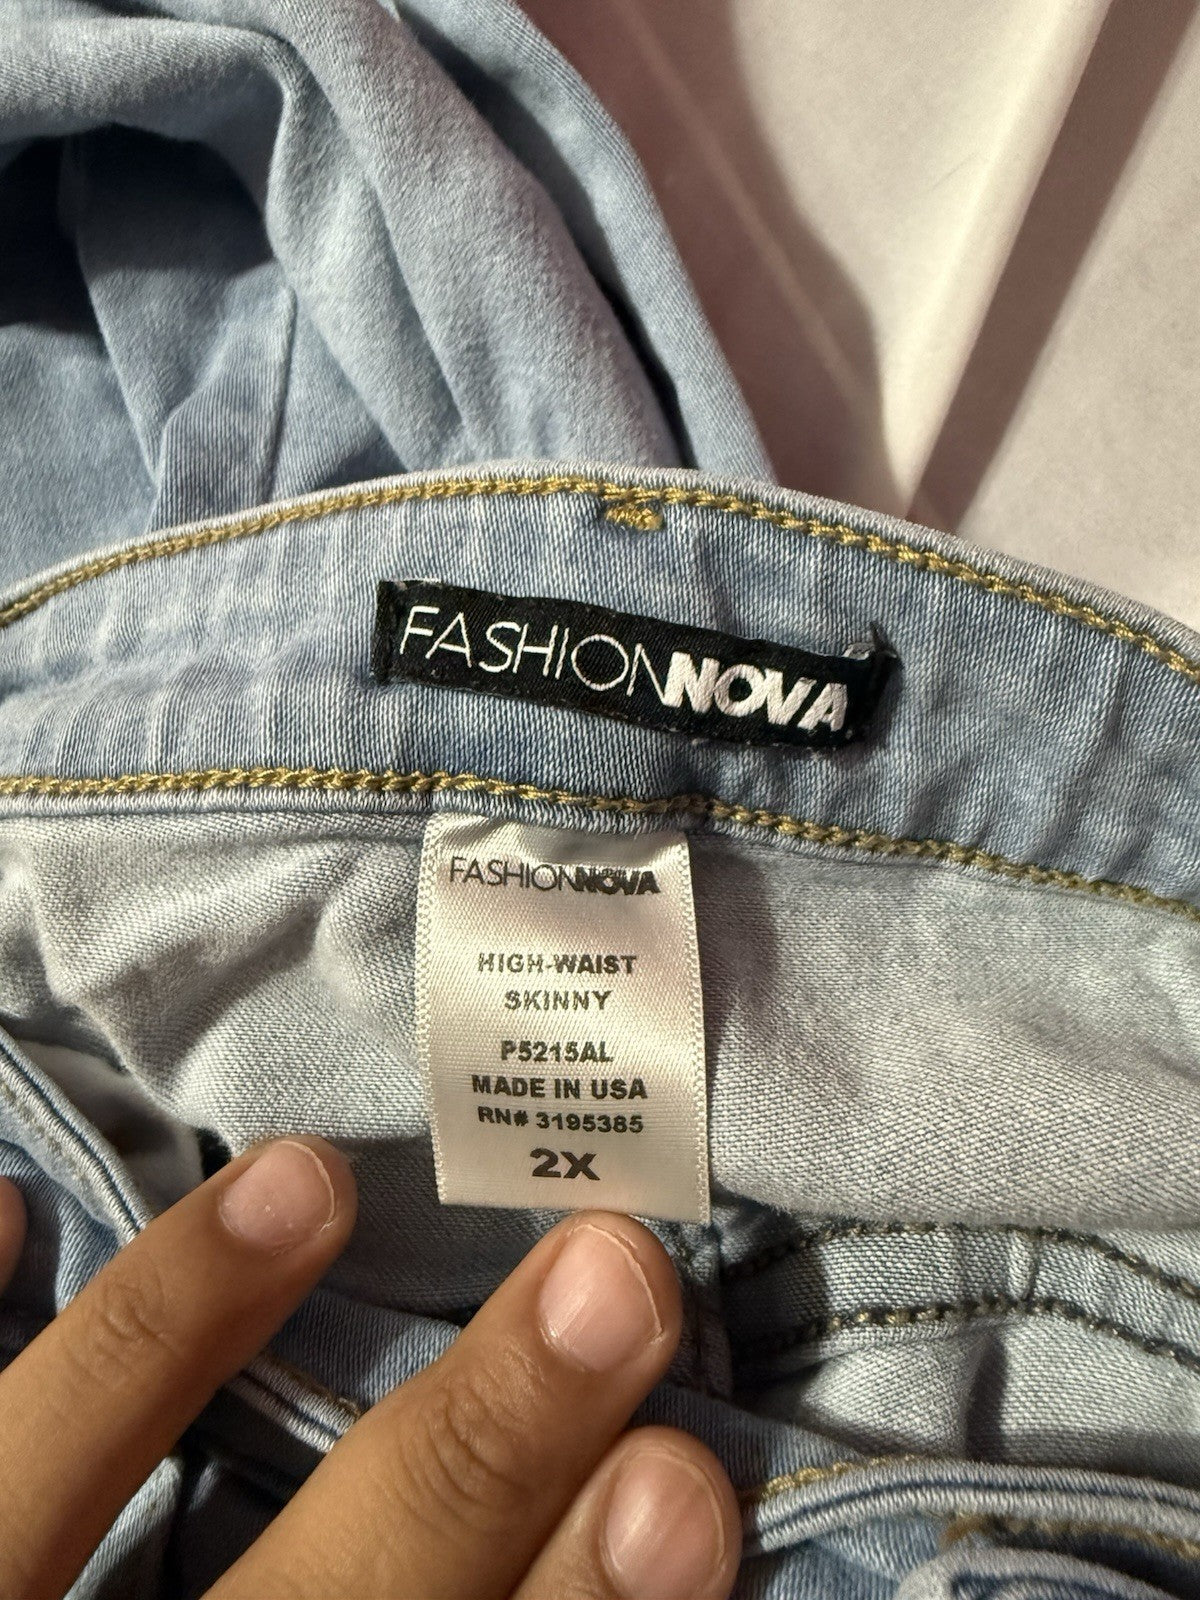 FASHIONNOVA
FASHIONNOVA
HIGH-WAIST
SKINNY
P5215AL
MADE IN USA
RN# 3195385
2X